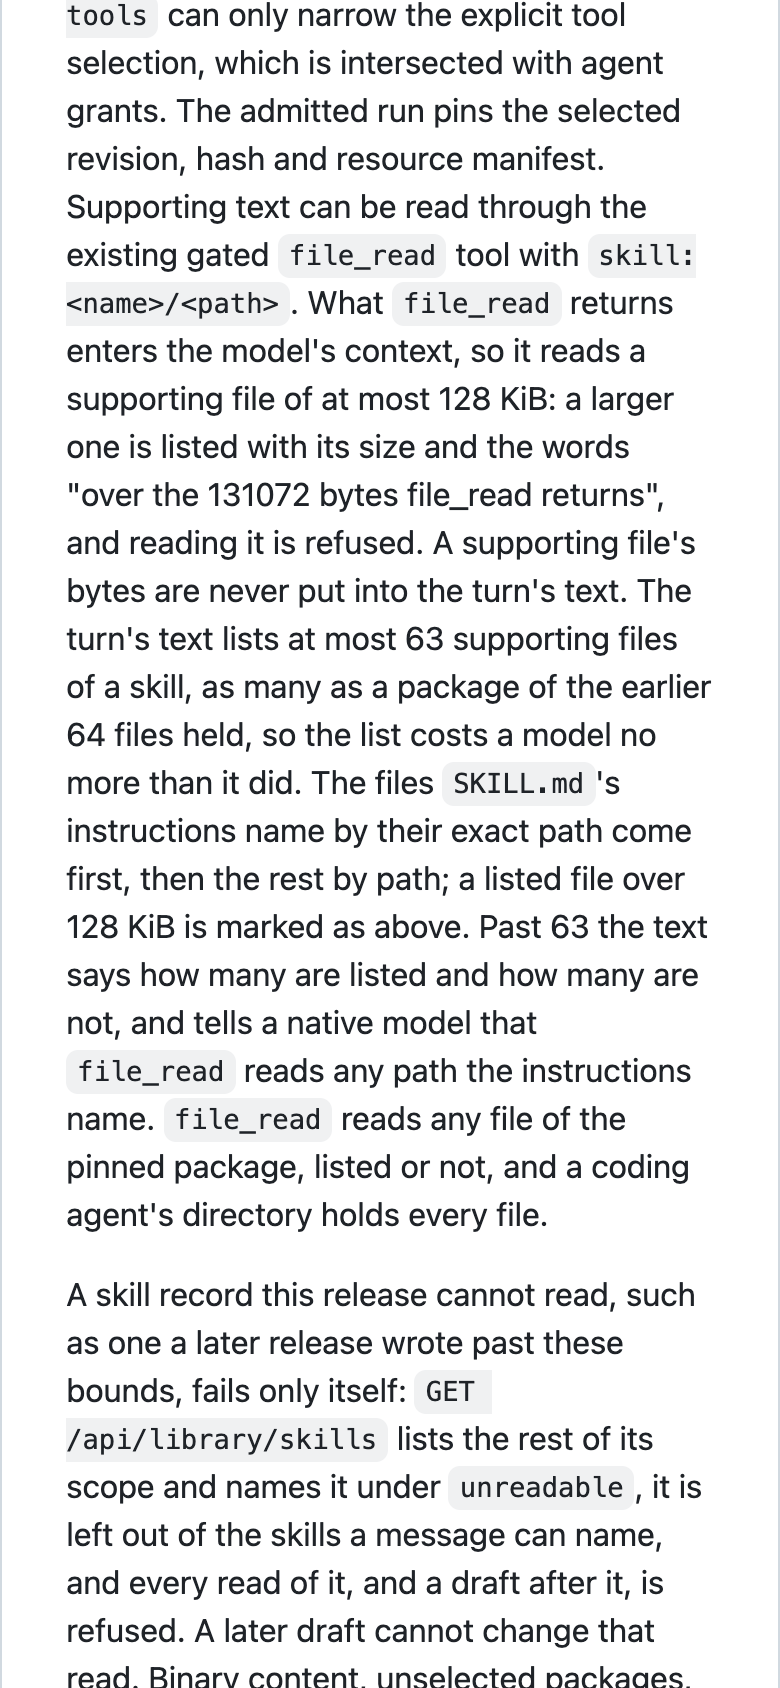 tools can only narrow the explicit tool
selection, which is intersected with agent
grants. The admitted run pins the selected
revision, hash and resource manifest.
Supporting text can be read through the
existing gated file_read tool with skill:
<name>/<path>. What file_read returns
enters the model's context, so it reads a
supporting file of at most 128 KiB: a larger
one is listed with its size and the words
"over the 131072 bytes file_read returns",
and reading it is refused. A supporting file's
bytes are never put into the turn's text. The
turn's text lists at most 63 supporting files
of a skill, as many as a package of the earlier
64 files held, so the list costs a model no
more than it did. The files SKILL.md's
instructions name by their exact path come
first, then the rest by path; a listed file over
128 KiB is marked as above. Past 63 the text
says how many are listed and how many are
not, and tells a native model that
file_read reads any path the instructions
name. file_read reads any file of the
pinned package, listed or not, and a coding
agent's directory holds every file.
A skill record this release cannot read, such
as one a later release wrote past these
bounds, fails only itself: GET
/api/library/skills lists the rest of its
scope and names it under unreadable, it is
left out of the skills a message can name,
and every read of it, and a draft after it, is
refused. A later draft cannot change that
read. Binary content, unselected packages,